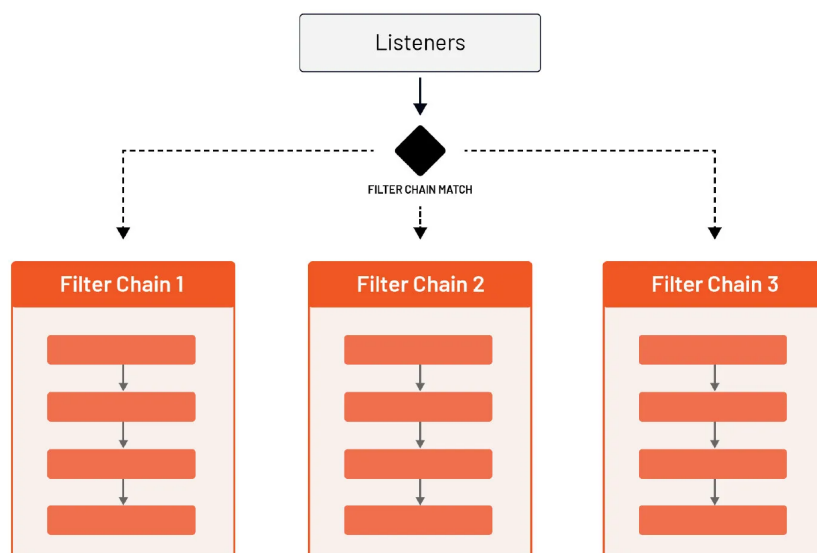 Listeners
FILTER CHAIN MATCH
Filter Chain 1
Filter Chain 2
Filter Chain 3